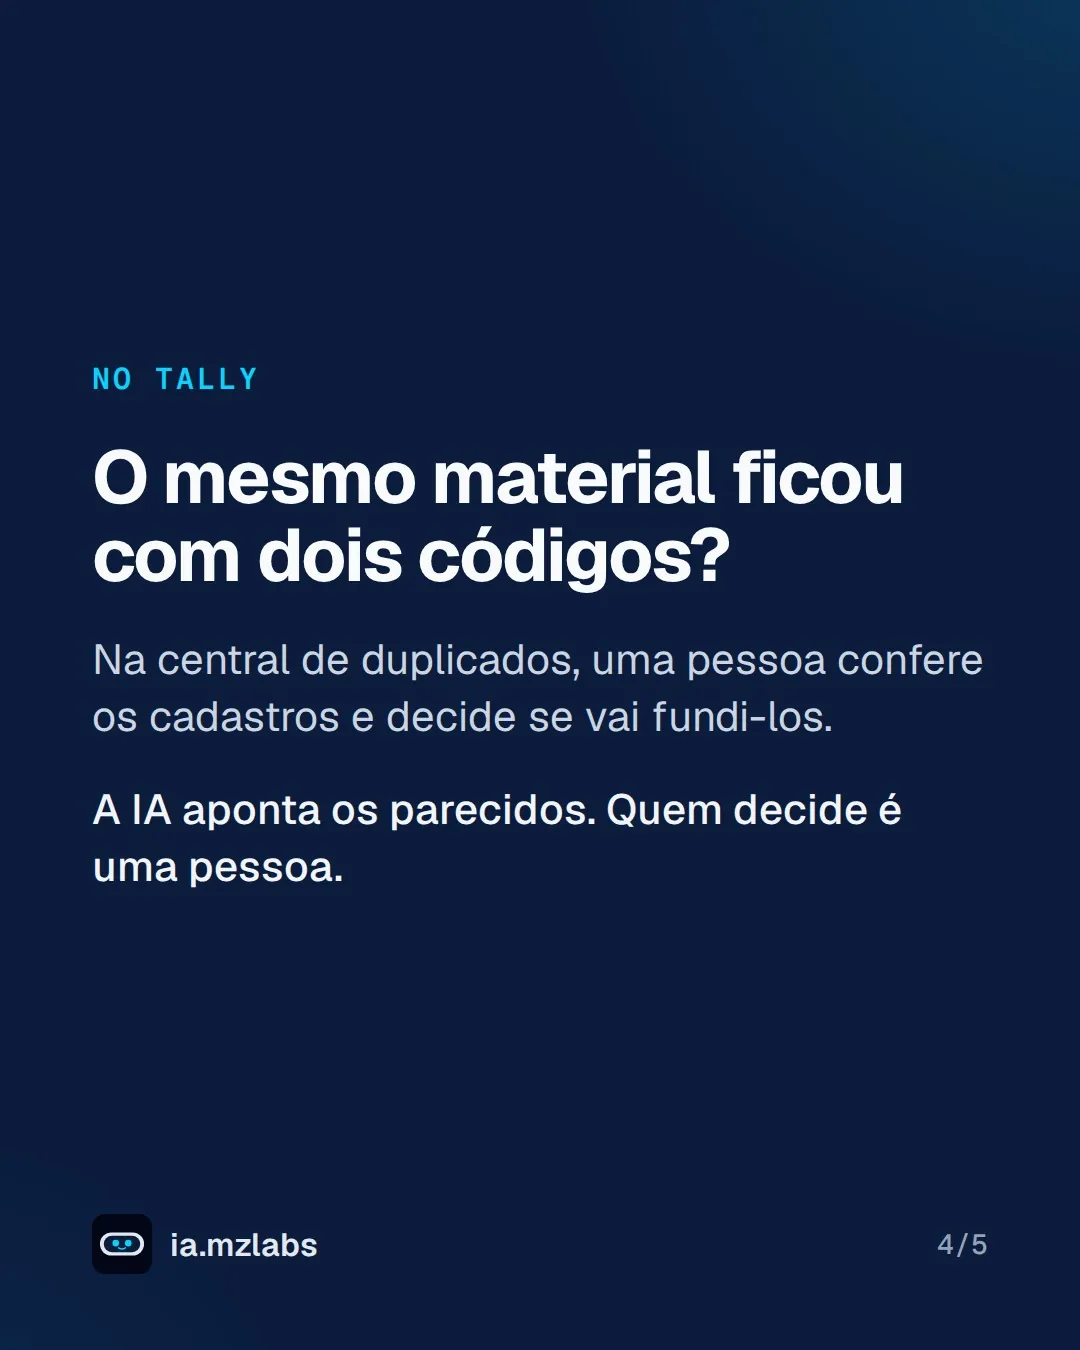 NO TALLY
O mesmo material ficou
com dois códigos?
Na central de duplicados, uma pessoa confere
os cadastros e decide se vai fundi-los.
A IA aponta os parecidos. Quem decide é
uma pessoa.
ia.mzlabs
4/5